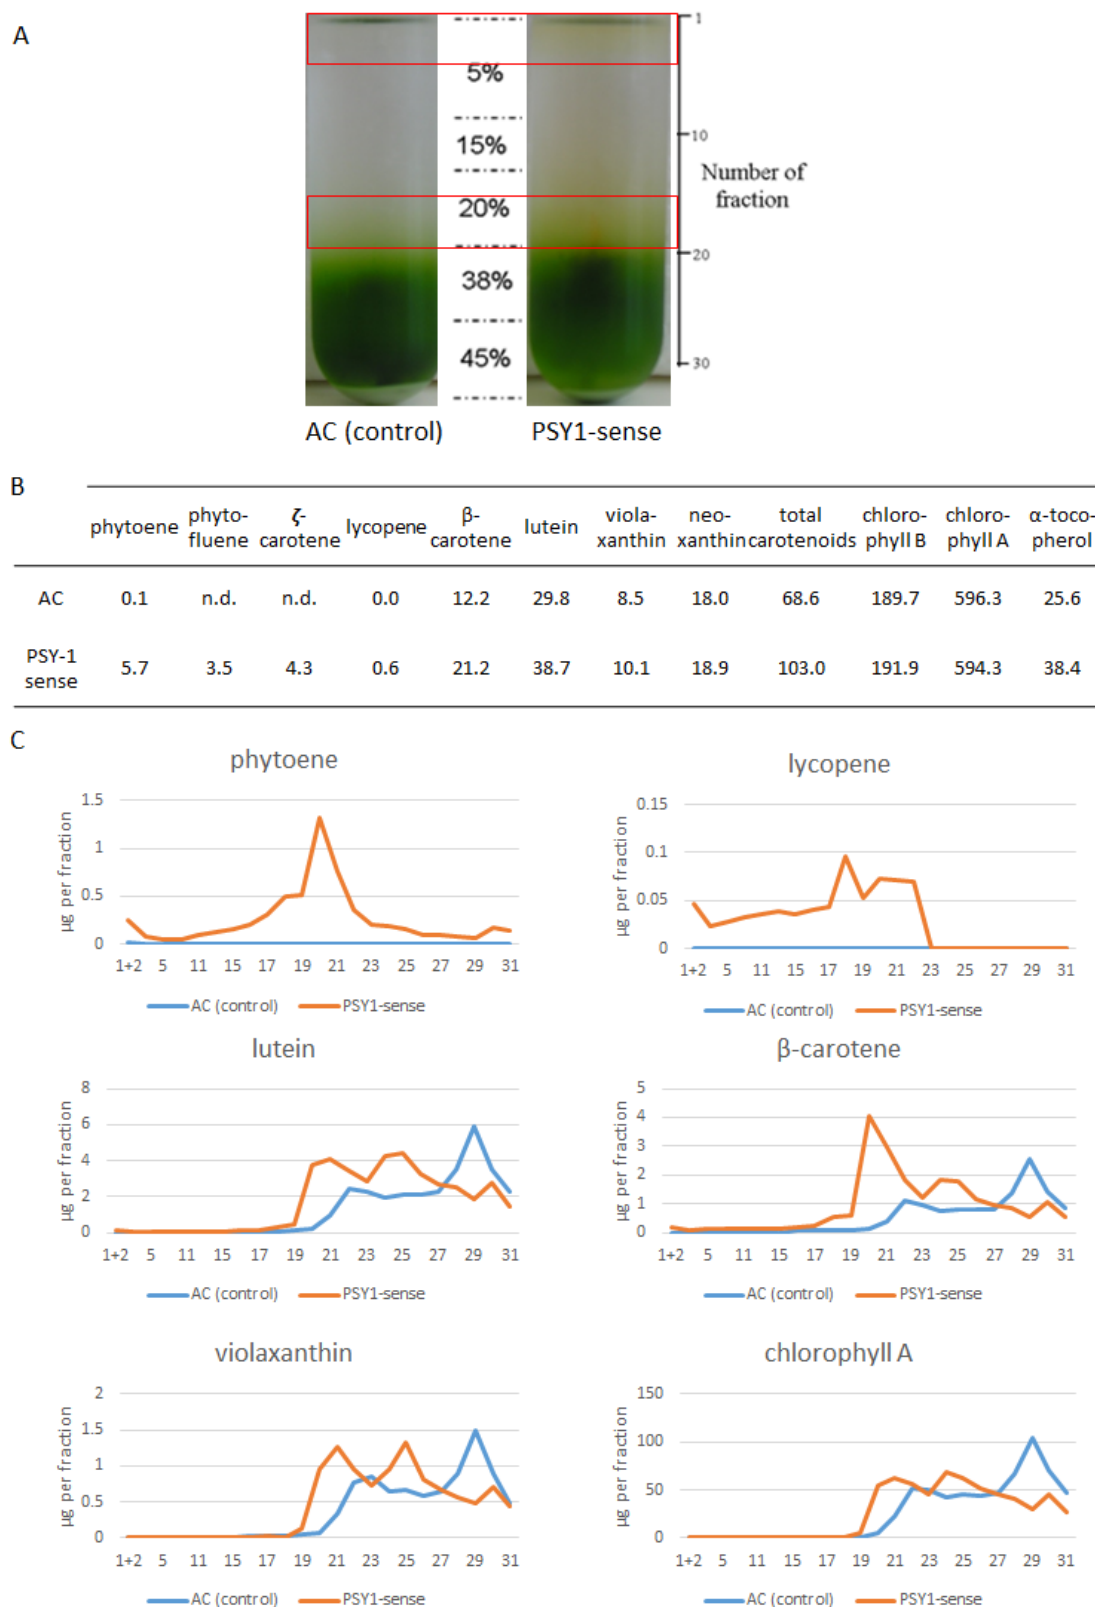 A
1
5%
10
15%
Number of
fraction
20%
20
38%
45%
30
AC (control)
PSY1-sense
B
phytoene phyto- fluene ζ- carotene lycopene β- carotene lutein viola- xanthin neo- xanthin total carotenoids chloro- phyll B chloro- phyll A α-toco- pherol
AC 0.1 n.d. n.d. 0.0 12.2 29.8 8.5 18.0 68.6 189.7 596.3 25.6
PSY-1 sense 5.7 3.5 4.3 0.6 21.2 38.7 10.1 18.9 103.0 191.9 594.3 38.4
C
phytoene
µg per fraction
1.5
1
0.5
0
1+2 5 11 15 17 19 21 23 25 27 29 31
AC (control) PSY1-sense
lycopene
µg per fraction
0.15
0.1
0.05
0
1+2 5 11 15 17 19 21 23 25 27 29 31
AC (control) PSY1-sense
lutein
µg per fraction
8
6
4
2
0
1+2 5 11 15 17 19 21 23 25 27 29 31
AC (control) PSY1-sense
β-carotene
µg per fraction
5
4
3
2
1
0
1+2 5 11 15 17 19 21 23 25 27 29 31
AC (control) PSY1-sense
violaxanthin
µg per fraction
2
1.5
1
0.5
0
1+2 5 11 15 17 19 21 23 25 27 29 31
AC (control) PSY1-sense
chlorophyll A
µg per fraction
150
100
50
0
1+2 5 11 15 17 19 21 23 25 27 29 31
AC (control) PSY1-sense